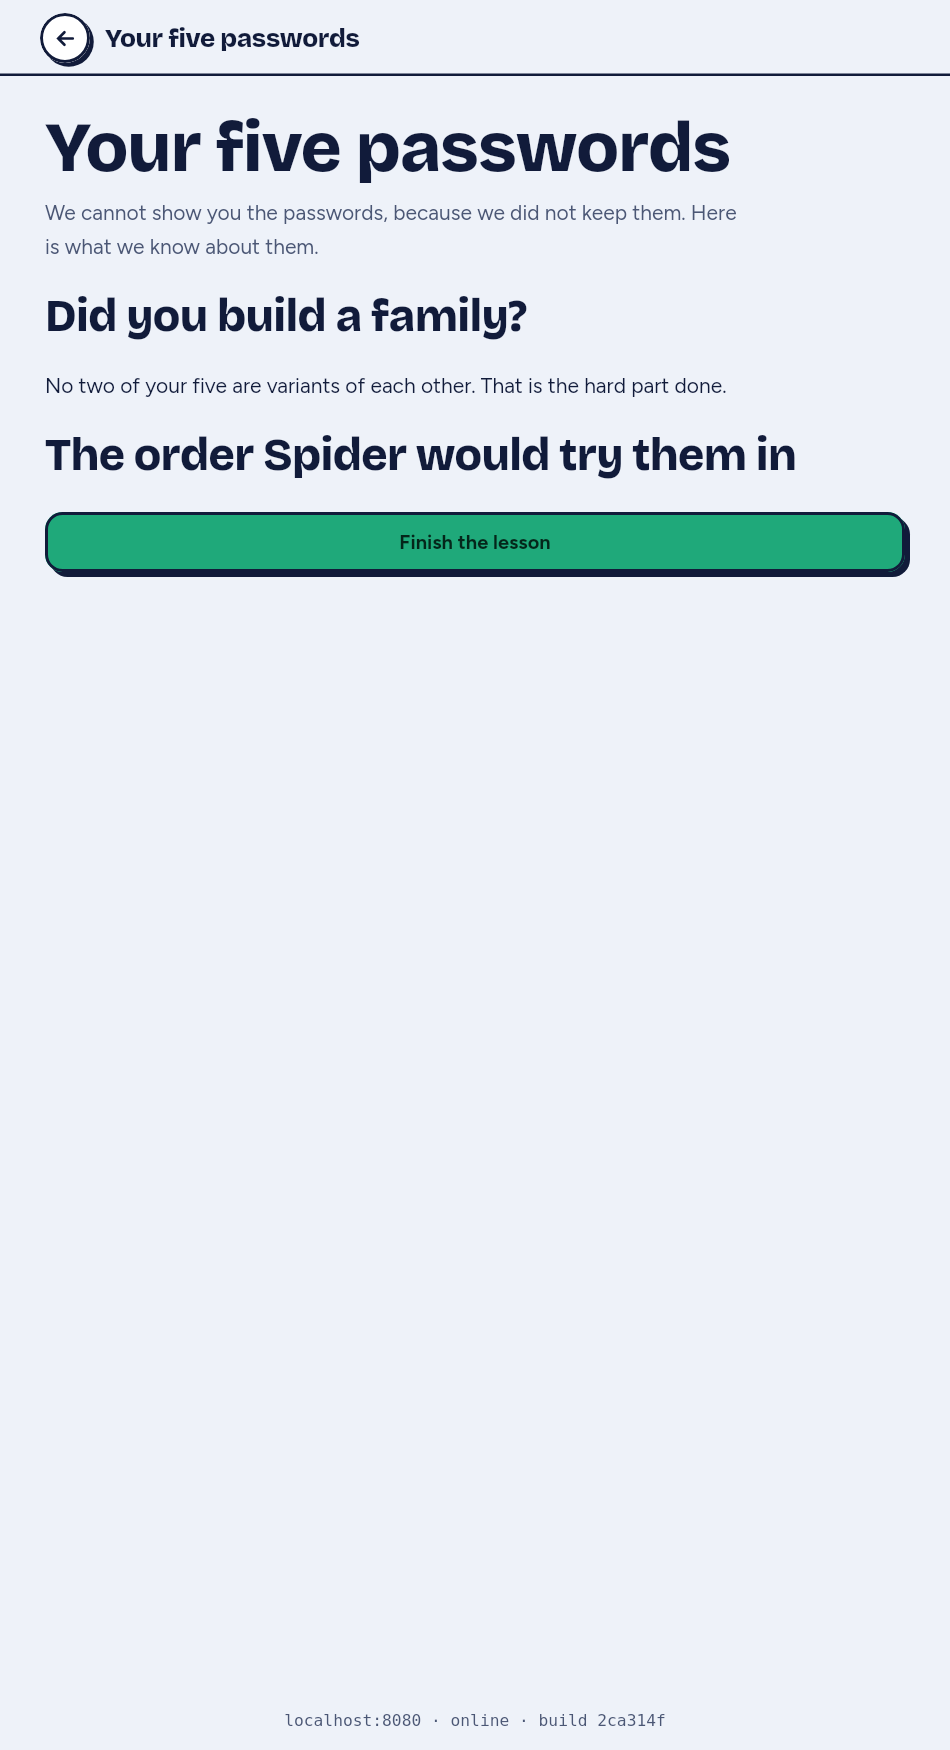 Your five passwords
Your five passwords
We cannot show you the passwords, because we did not keep them. Here
is what we know about them.
Did you build a family?
No two of your five are variants of each other. That is the hard part done.
The order Spider would try them in
Finish the lesson
localhost:8080 · online · build 2ca314f